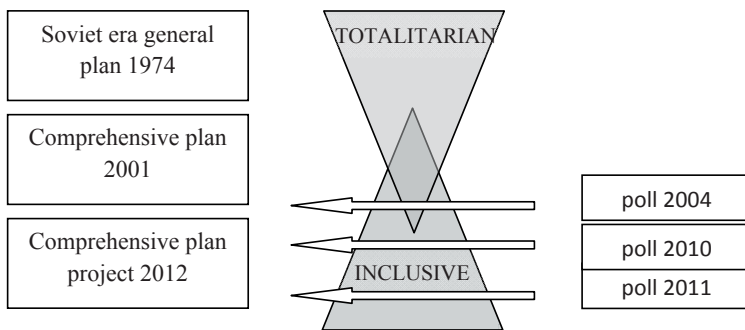 Soviet era general
plan 1974
TOTALITARIAN
Comprehensive plan
2001
poll 2004
Comprehensive plan
project 2012
poll 2010
INCLUSIVE
poll 2011